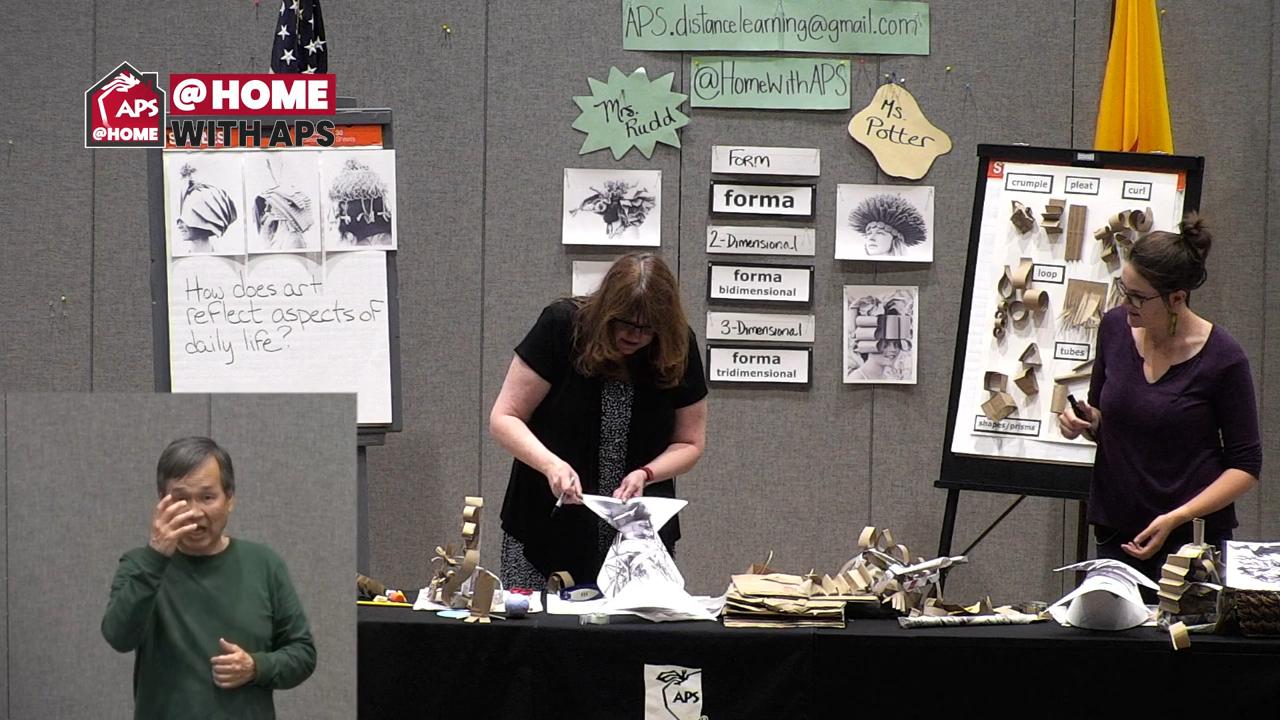 APS
@HOME
@HOME
WITH APS
How does art
reflect aspects of
daily life?
APS.distancelearning@gmail.com
@HomeWithAPS
Mrs.
Rudd
Ms.
Potter
FORM
forma
2-Dimensional
forma
bidimensional
3-Dimensional
forma
tridimensional
crumple
pleat
curl
loop
tubes
shapes/prisms
APS